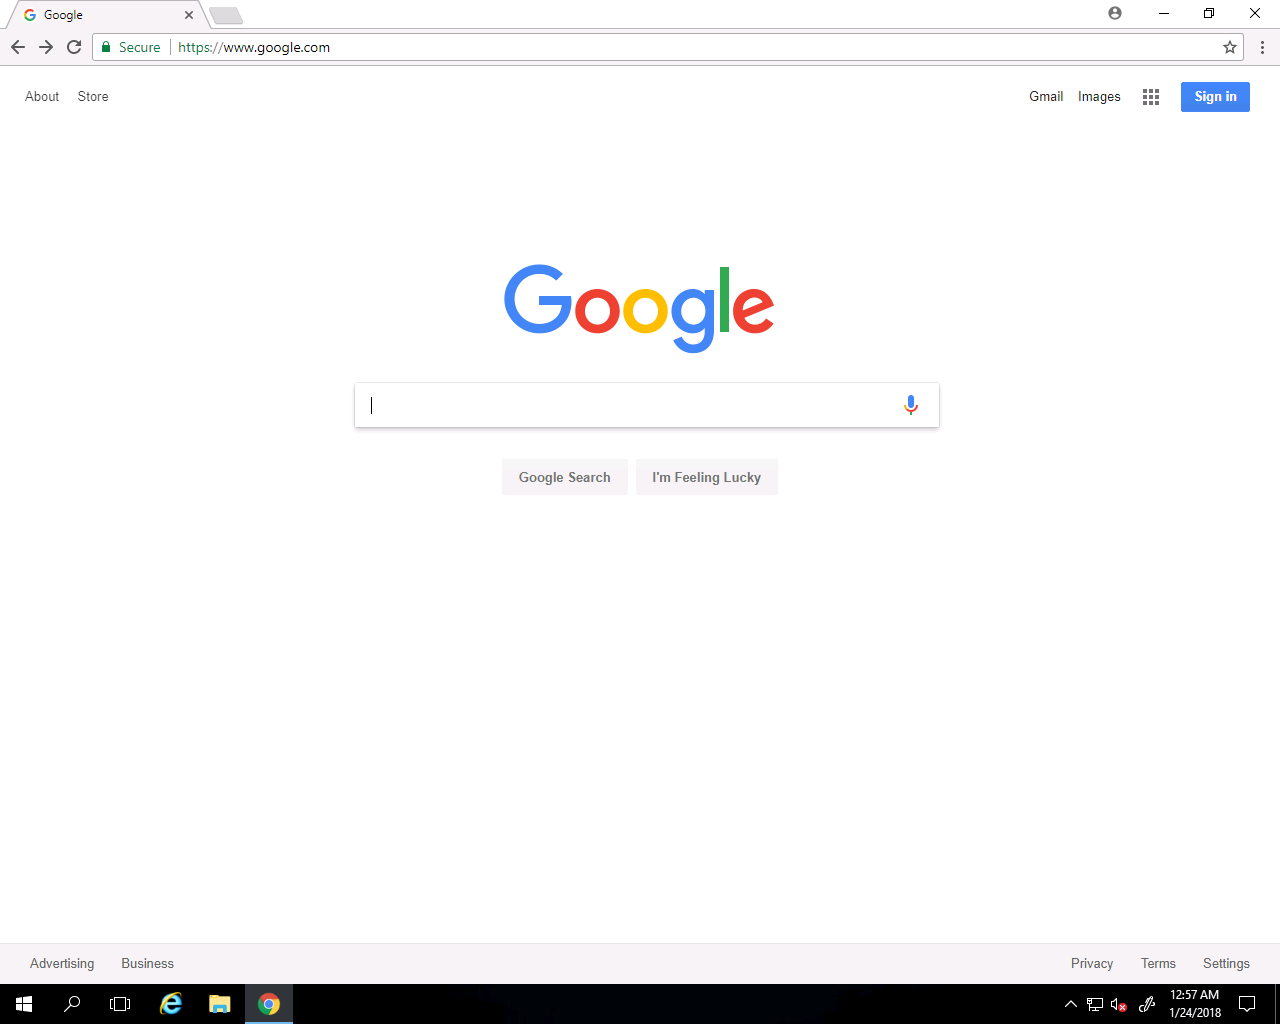 Google
Secure https://www.google.com
About Store Gmail Images Sign in
Google
Google Search I'm Feeling Lucky
Advertising Business Privacy Terms Settings
12:57 AM
1/24/2018